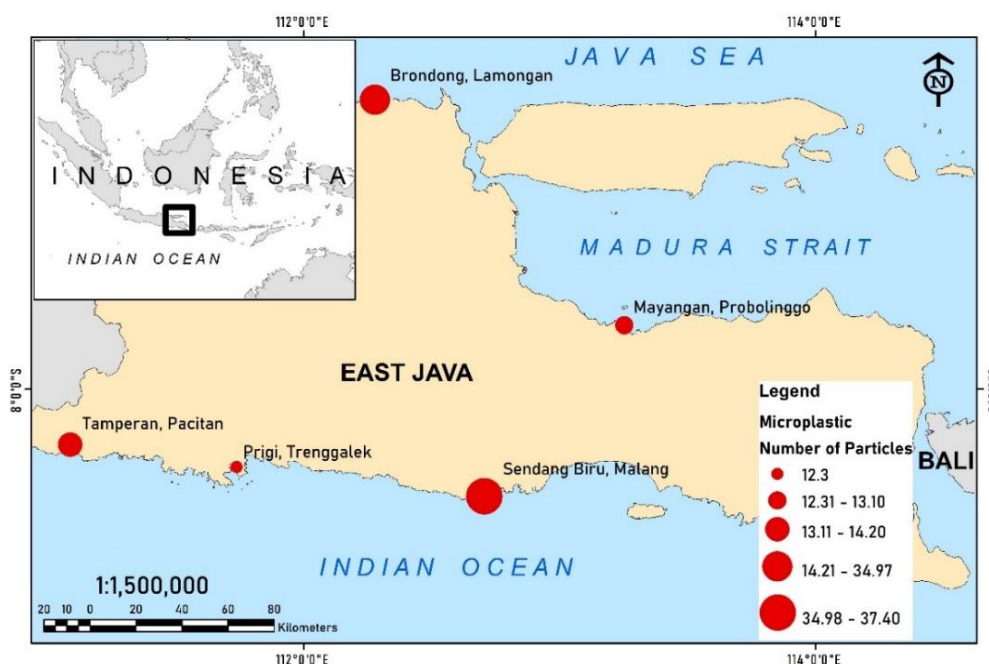 112°0'0"E
114°0'0"E
JAVA SEA
Brondong, Lamongan
N
INDONESIA
INDIAN OCEAN
MADURA STRAIT
Mayangan, Probolinggo
EAST JAVA
8°0'0"S
Tamperan, Pacitan
Prigi, Trenggalek
Sendang Biru, Malang
BALI
Legend
Microplastic
Number of Particles
12.3
12.31 - 13.10
13.11 - 14.20
14.21 - 34.97
34.98 - 37.40
INDIAN OCEAN
1:1,500,000
20 10 0 20 40 60 80
Kilometers
112°0'0"E
114°0'0"E